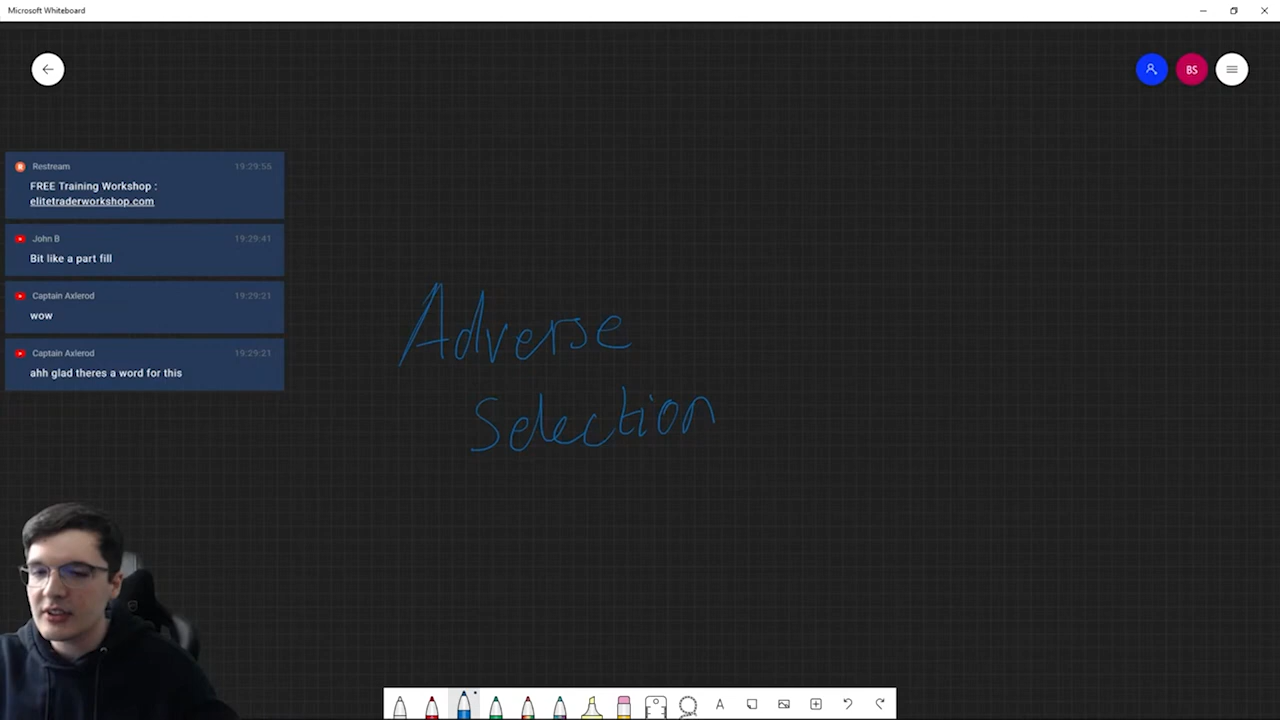 Microsoft Whiteboard
BS
Restream 19:29:55
FREE Training Workshop :
elitetraderworkshop.com
John B 19:29:41
Bit like a part fill
Captain Axlerod 19:29:21
wow
Captain Axlerod 19:29:21
ahh glad theres a word for this
Adverse
Selection
A